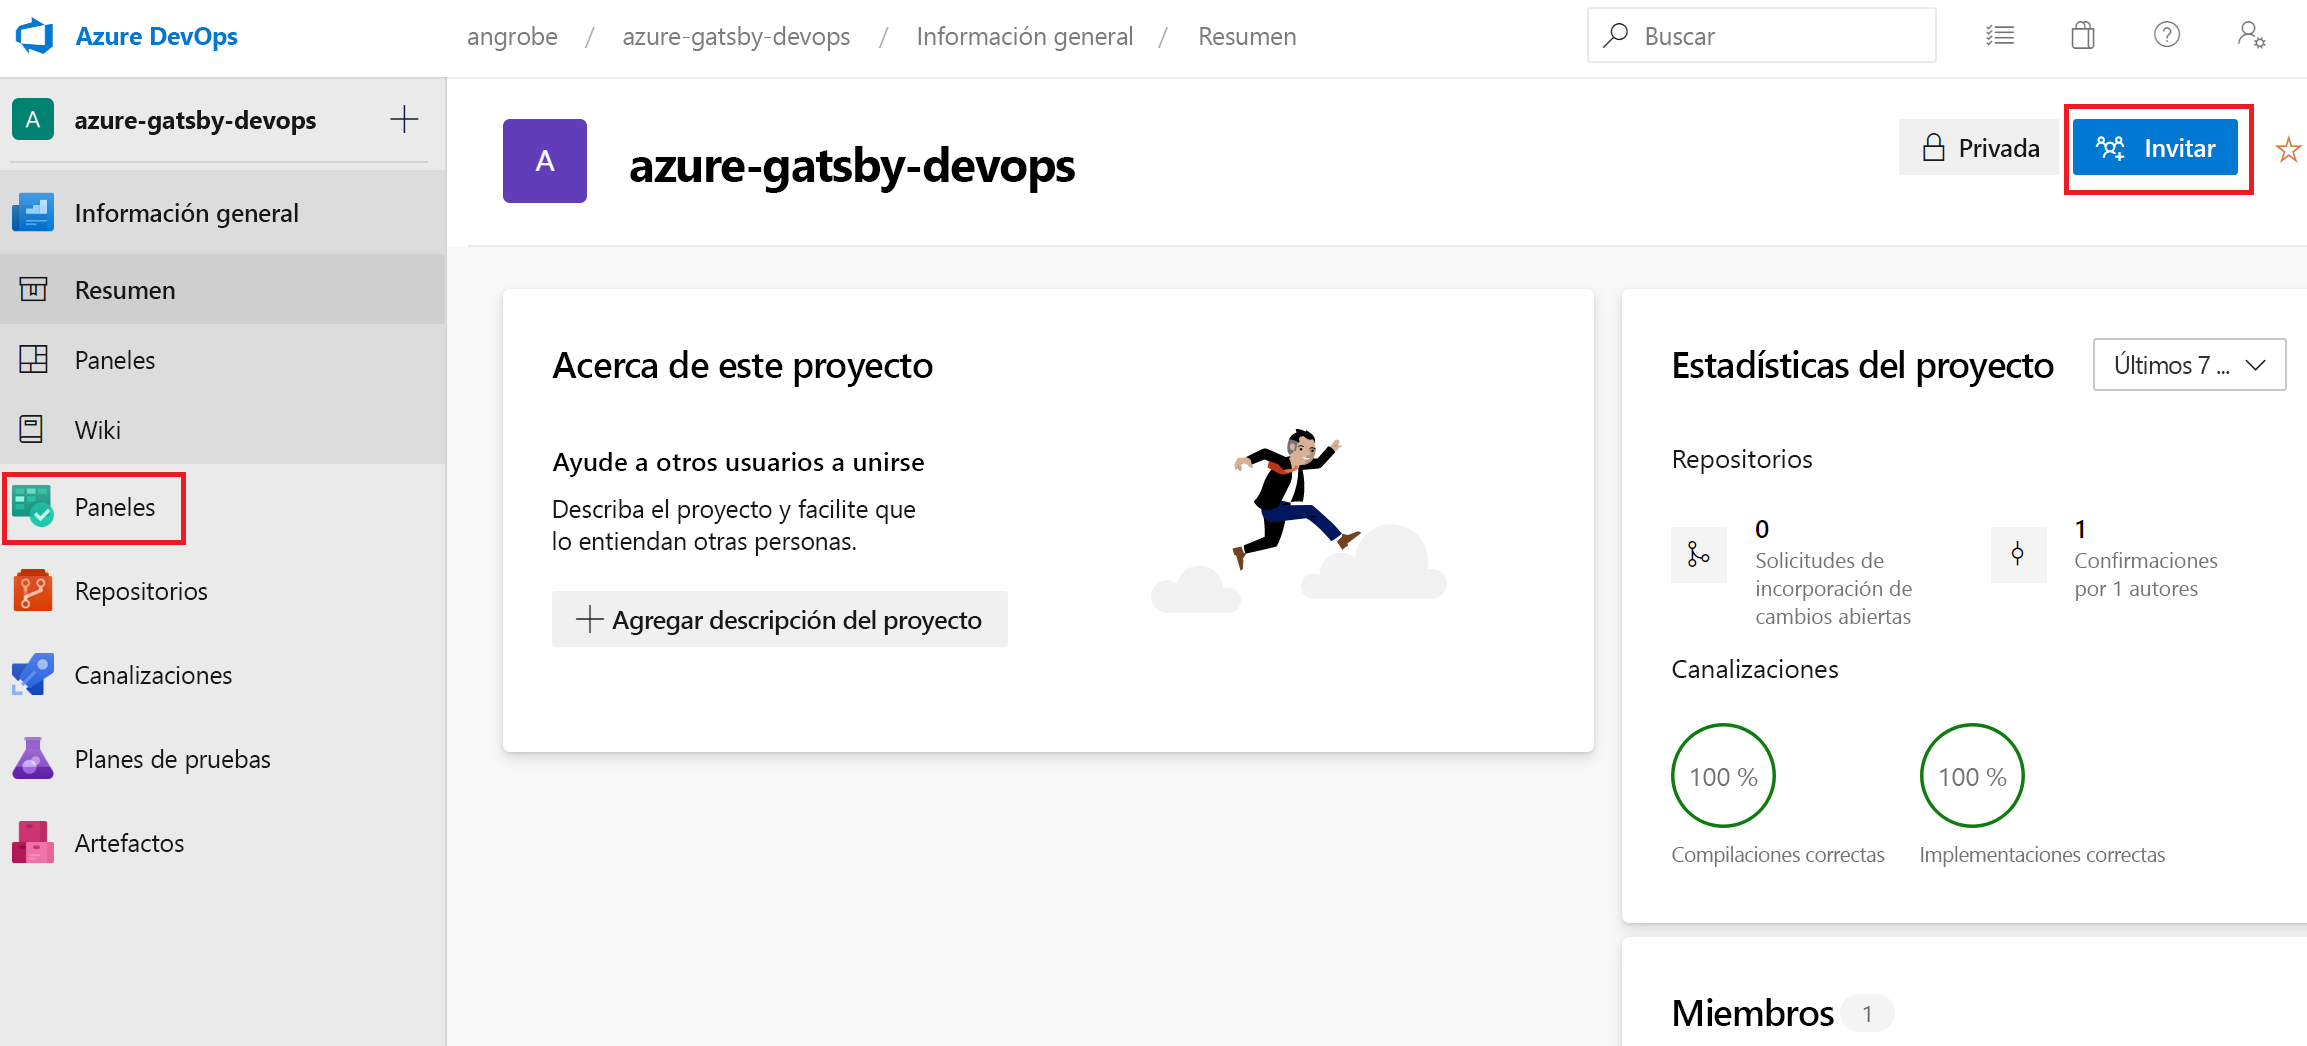 Azure DevOps
angrobe / azure-gatsby-devops / Información general / Resumen
Buscar
A azure-gatsby-devops
Información general
Resumen
Paneles
Wiki
Paneles
Repositorios
Canalizaciones
Planes de pruebas
Artefactos
A azure-gatsby-devops
Privada
Invitar
Acerca de este proyecto
Ayude a otros usuarios a unirse
Describa el proyecto y facilite que
lo entiendan otras personas.
Agregar descripción del proyecto
Estadísticas del proyecto
Últimos 7 ...
Repositorios
0
Solicitudes de
incorporación de
cambios abiertas
1
Confirmaciones
por 1 autores
Canalizaciones
100 %
Compilaciones correctas
100 %
Implementaciones correctas
Miembros 1